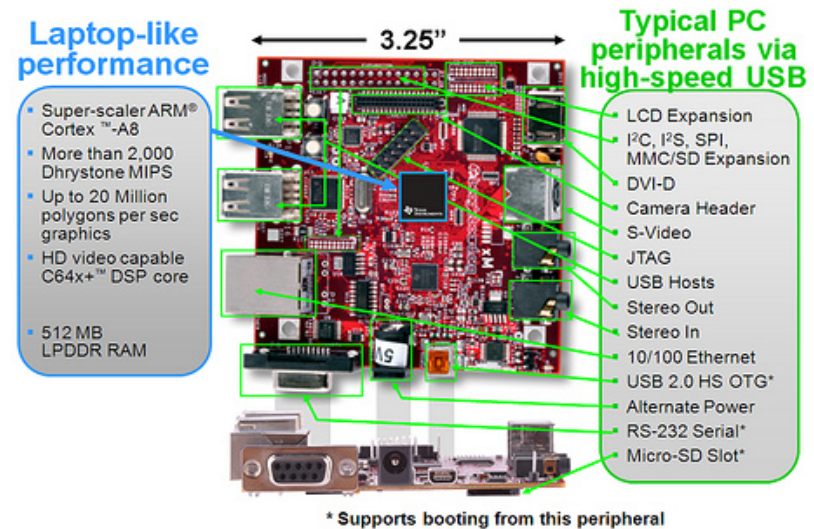 Laptop-like
performance
Super-scaler ARM®
Cortex ™-A8
More than 2,000
Dhrystone MIPS
Up to 20 Million
polygons per sec
graphics
HD video capable
C64x+™ DSP core
512 MB
LPDDR RAM
3.25”
TEXAS
INSTRUMENTS
xM
5V
Typical PC
peripherals via
high-speed USB
LCD Expansion
I²C, I²S, SPI,
MMC/SD Expansion
DVI-D
Camera Header
S-Video
JTAG
USB Hosts
Stereo Out
Stereo In
10/100 Ethernet
USB 2.0 HS OTG*
Alternate Power
RS-232 Serial*
Micro-SD Slot*
* Supports booting from this peripheral